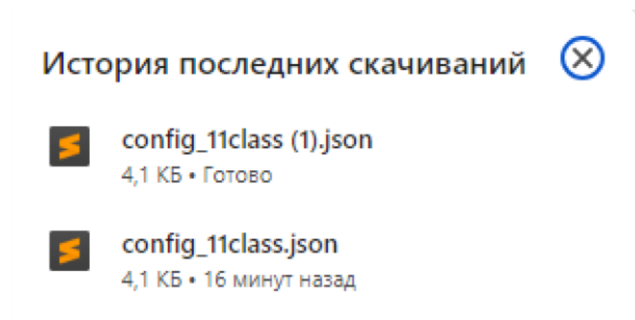 История последних скачиваний
config_11class (1).json
4,1 КБ • Готово
config_11class.json
4,1 КБ • 16 минут назад